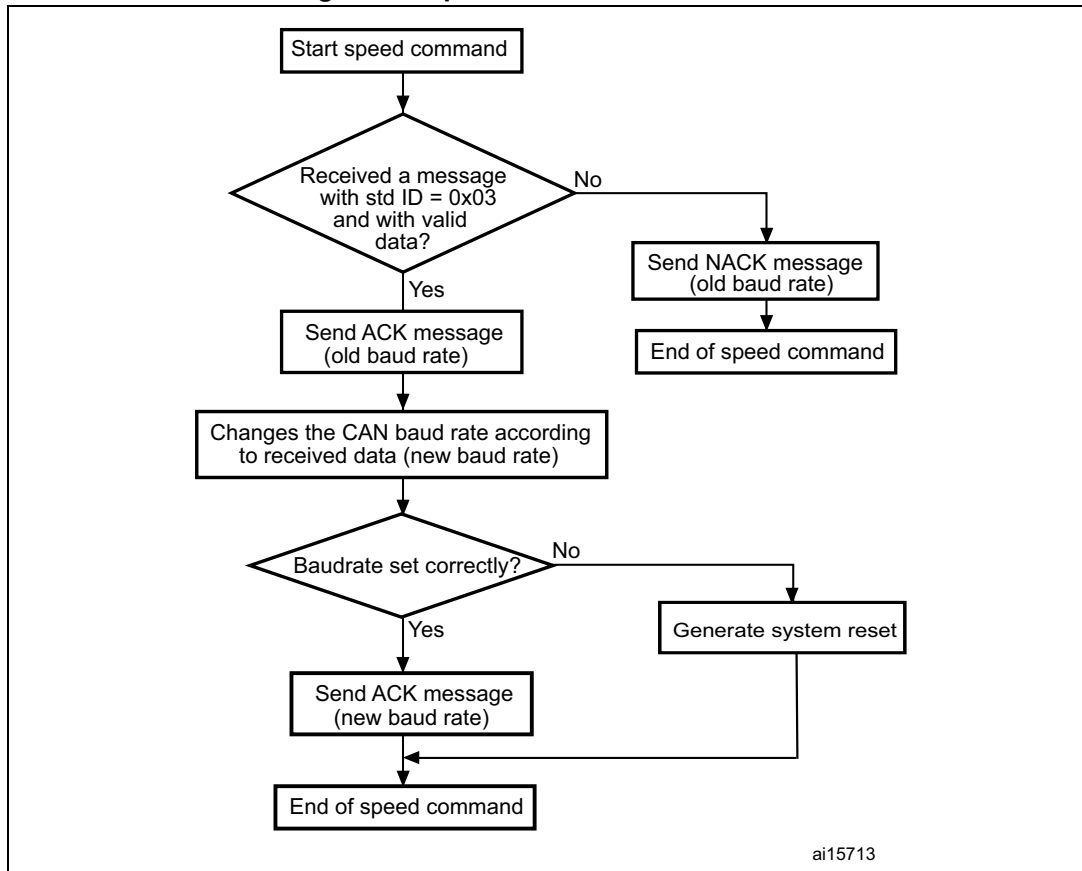 Start speed command
Received a message
with std ID = 0x03
and with valid
data?
No
Yes
Send NACK message
(old baud rate)
Send ACK message
(old baud rate)
End of speed command
Changes the CAN baud rate according
to received data (new baud rate)
Baudrate set correctly?
No
Yes
Generate system reset
Send ACK message
(new baud rate)
End of speed command
ai15713